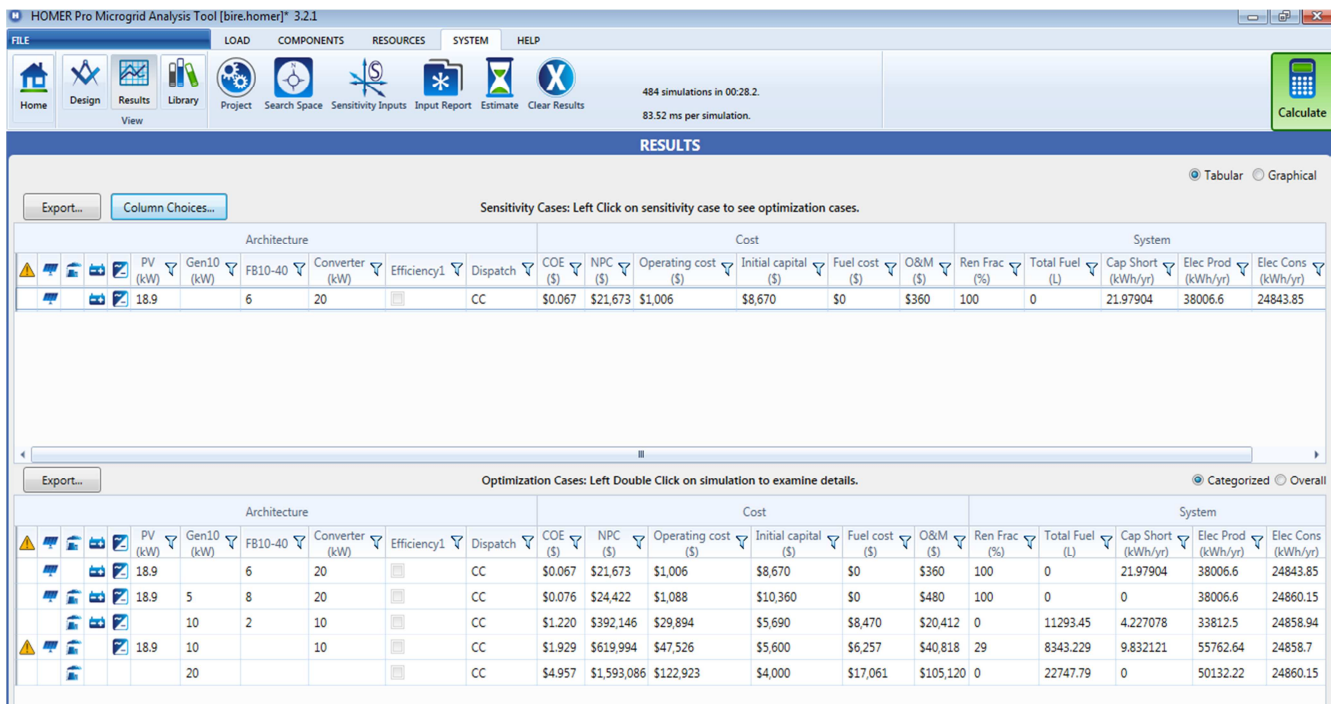 HOMER Pro Microgrid Analysis Tool [bire.homer]* 3.2.1
FILE LOAD COMPONENTS RESOURCES SYSTEM HELP
Home Design Results Library Project Search Space Sensitivity Inputs Input Report Estimate Clear Results
View
484 simulations in 00:28.2.
83.52 ms per simulation.
Calculate
RESULTS
Tabular Graphical
Export... Column Choices... Sensitivity Cases: Left Click on sensitivity case to see optimization cases.
Architecture Cost System
PV (kW) Gen10 (kW) FB10-40 Converter (kW) Efficiency1 Dispatch COE ($) NPC ($) Operating cost ($) Initial capital ($) Fuel cost ($) O&M ($) Ren Frac (%) Total Fuel (L) Cap Short (kWh/yr) Elec Prod (kWh/yr) Elec Cons (kWh/yr)
18.9 6 20 CC $0.067 $21,673 $1,006 $8,670 $0 $360 100 0 21.97904 38006.6 24843.85
Export... Optimization Cases: Left Double Click on simulation to examine details. Categorized Overall
Architecture Cost System
PV (kW) Gen10 (kW) FB10-40 Converter (kW) Efficiency1 Dispatch COE ($) NPC ($) Operating cost ($) Initial capital ($) Fuel cost ($) O&M ($) Ren Frac (%) Total Fuel (L) Cap Short (kWh/yr) Elec Prod (kWh/yr) Elec Cons (kWh/yr)
18.9 6 20 CC $0.067 $21,673 $1,006 $8,670 $0 $360 100 0 21.97904 38006.6 24843.85
18.9 5 8 20 CC $0.076 $24,422 $1,088 $10,360 $0 $480 100 0 0 38006.6 24860.15
10 2 10 CC $1.220 $392,146 $29,894 $5,690 $8,470 $20,412 0 11293.45 4.227078 33812.5 24858.94
18.9 10 10 CC $1.929 $619,994 $47,526 $5,600 $6,257 $40,818 29 8343.229 9.832121 55762.64 24858.7
20 CC $4.957 $1,593,086 $122,923 $4,000 $17,061 $105,120 0 22747.79 0 50132.22 24860.15